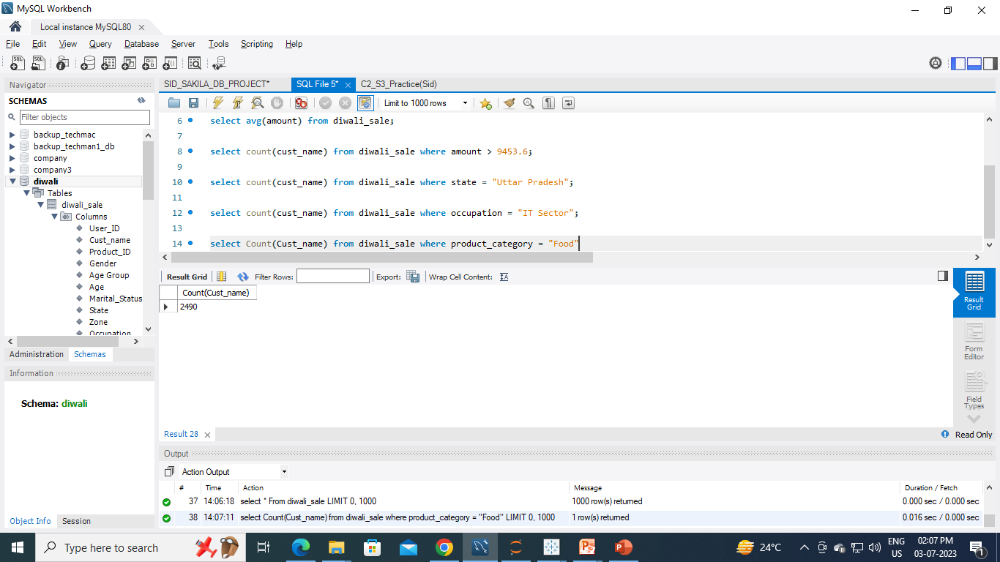 MySQL Workbench
Local instance MySQL80
File Edit View Query Database Server Tools Scripting Help
Navigator
SCHEMAS
Filter objects
backup_techmac
backup_techman1_db
company
company3
diwali
Tables
diwali_sale
Columns
User_ID
Cust_name
Product_ID
Gender
Age Group
Age
Marital_Status
State
Zone
Occupation
Administration Schemas
Information
Schema: diwali
Object Info Session
SID_SAKILA_DB_PROJECT* SQL File 5* C2_S3_Practice(Sid)
Limit to 1000 rows
6 select avg(amount) from diwali_sale;
7
8 select count(cust_name) from diwali_sale where amount > 9453.6;
9
10 select count(cust_name) from diwali_sale where state = "Uttar Pradesh";
11
12 select count(cust_name) from diwali_sale where occupation = "IT Sector";
13
14 select Count(Cust_name) from diwali_sale where product_category = "Food"
Result Grid Filter Rows: Export: Wrap Cell Content:
Count(Cust_name)
2490
Result Grid
Form Editor
Field Types
Result 28
Read Only
Output
Action Output
# Time Action Message Duration / Fetch
37 14:06:18 select * From diwali_sale LIMIT 0, 1000 1000 row(s) returned 0.000 sec / 0.000 sec
38 14:07:11 select Count(Cust_name) from diwali_sale where product_category = "Food" LIMIT 0, 1000 1 row(s) returned 0.016 sec / 0.000 sec
Type here to search
24°C
ENG
US
02:07 PM
03-07-2023
1